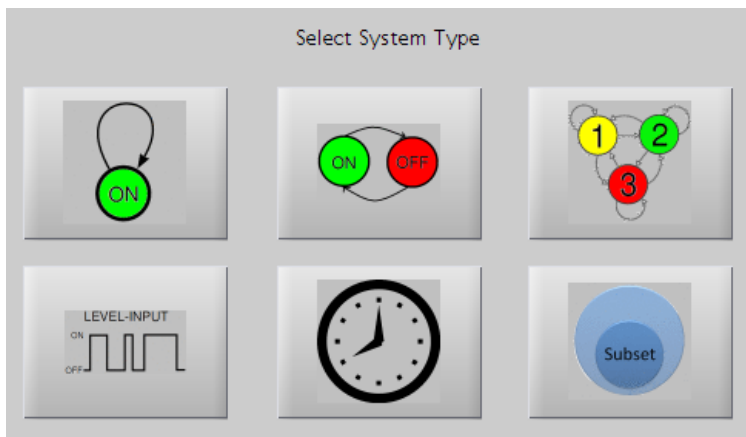 Select System Type
ON
ON
OFF
1
2
3
LEVEL-INPUT
ON
OFF
Subset